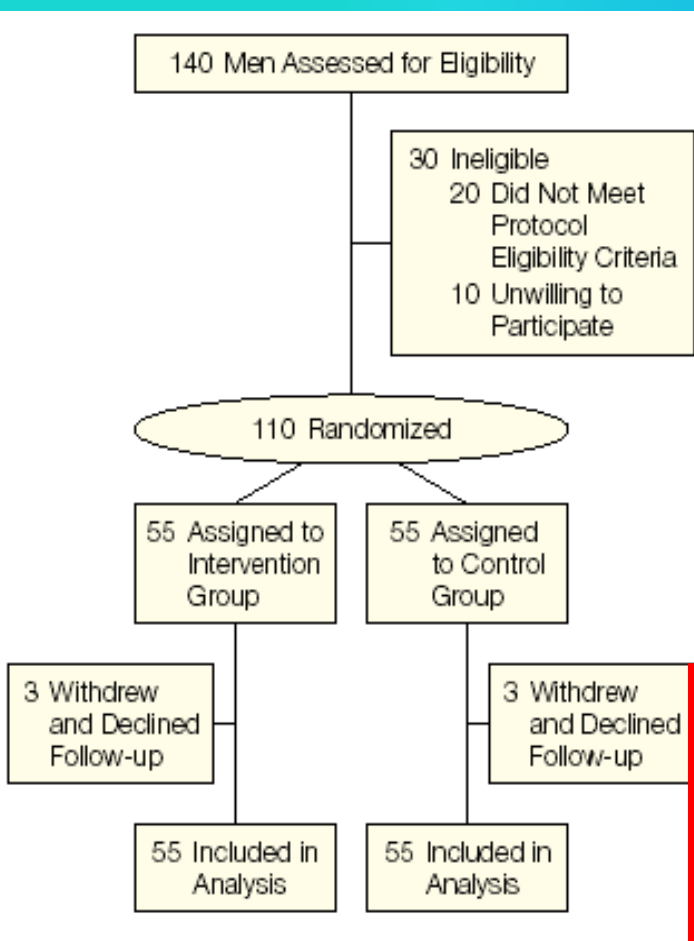 140 Men Assessed for Eligibility
30 Ineligible
20 Did Not Meet
Protocol
Eligibility Criteria
10 Unwilling to
Participate
110 Randomized
55 Assigned to
Intervention
Group
55 Assigned
to Control
Group
3 Withdrew
and Declined
Follow-up
3 Withdrew
and Declined
Follow-up
55 Included in
Analysis
55 Included in
Analysis